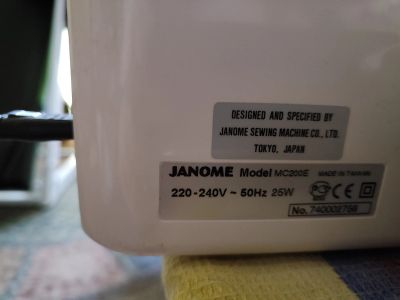 DESIGNED AND SPECIFIED BY
JANOME SEWING MACHINE CO., LTD.
TOKYO, JAPAN
JANOME Model MC200E MADE IN TAIWAN
220-240V ~ 50Hz 25W
No. 740002758